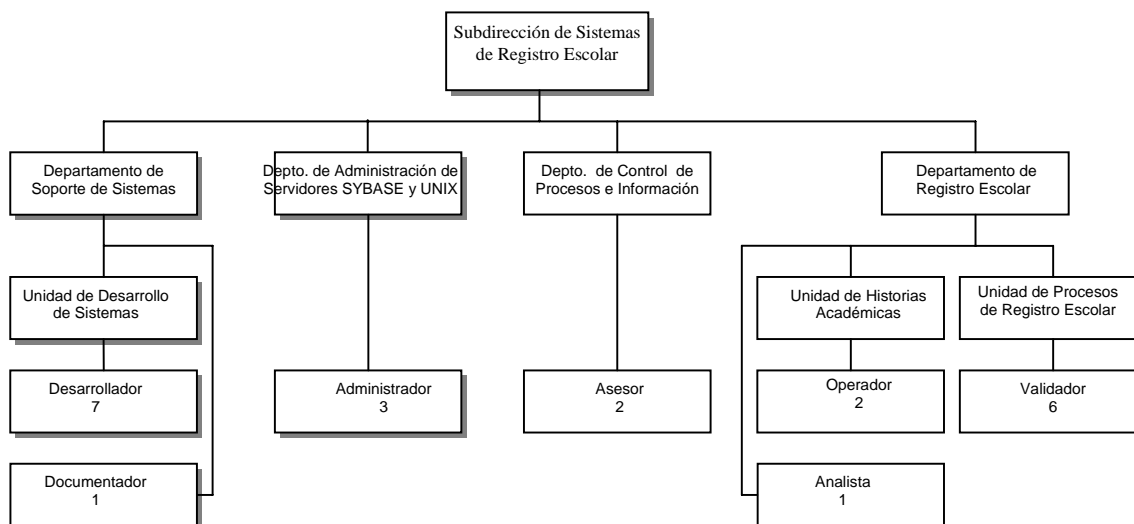 Subdirección de Sistemas
de Registro Escolar
Departamento de
Soporte de Sistemas
Depto. de Administración de
Servidores SYBASE y UNIX
Depto. de Control de
Procesos e Información
Departamento de
Registro Escolar
Unidad de Desarrollo
de Sistemas
Unidad de Historias
Académicas
Unidad de Procesos
de Registro Escolar
Desarrollador
7
Administrador
3
Asesor
2
Operador
2
Validador
6
Documentador
1
Analista
1